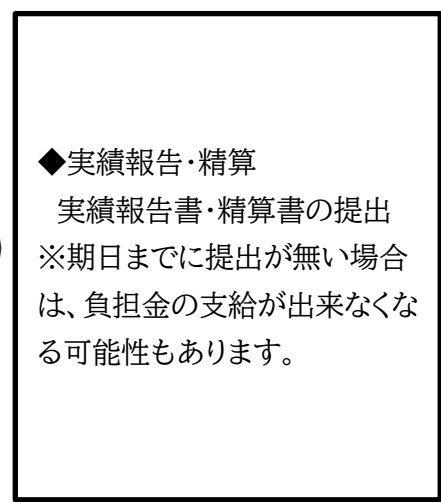 ◆実績報告・精算
実績報告書・精算書の提出
※期日までに提出が無い場合
は、負担金の支給が出来なくな
る可能性もあります。